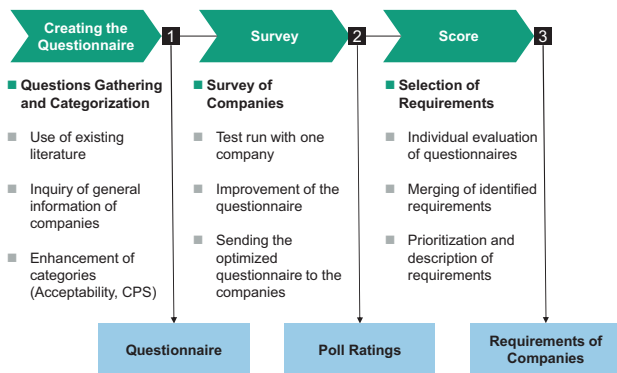 Creating the
Questionnaire
1
Survey
2
Score
3
Questions Gathering
and Categorization
Use of existing
literature
Inquiry of general
information of
companies
Enhancement of
categories
(Acceptability, CPS)
Survey of
Companies
Test run with one
company
Improvement of the
questionnaire
Sending the
optimized
questionnaire to the
companies
Selection of
Requirements
Individual evaluation
of questionnaires
Merging of identified
requirements
Prioritization and
description of
requirements
Questionnaire
Poll Ratings
Requirements of
Companies